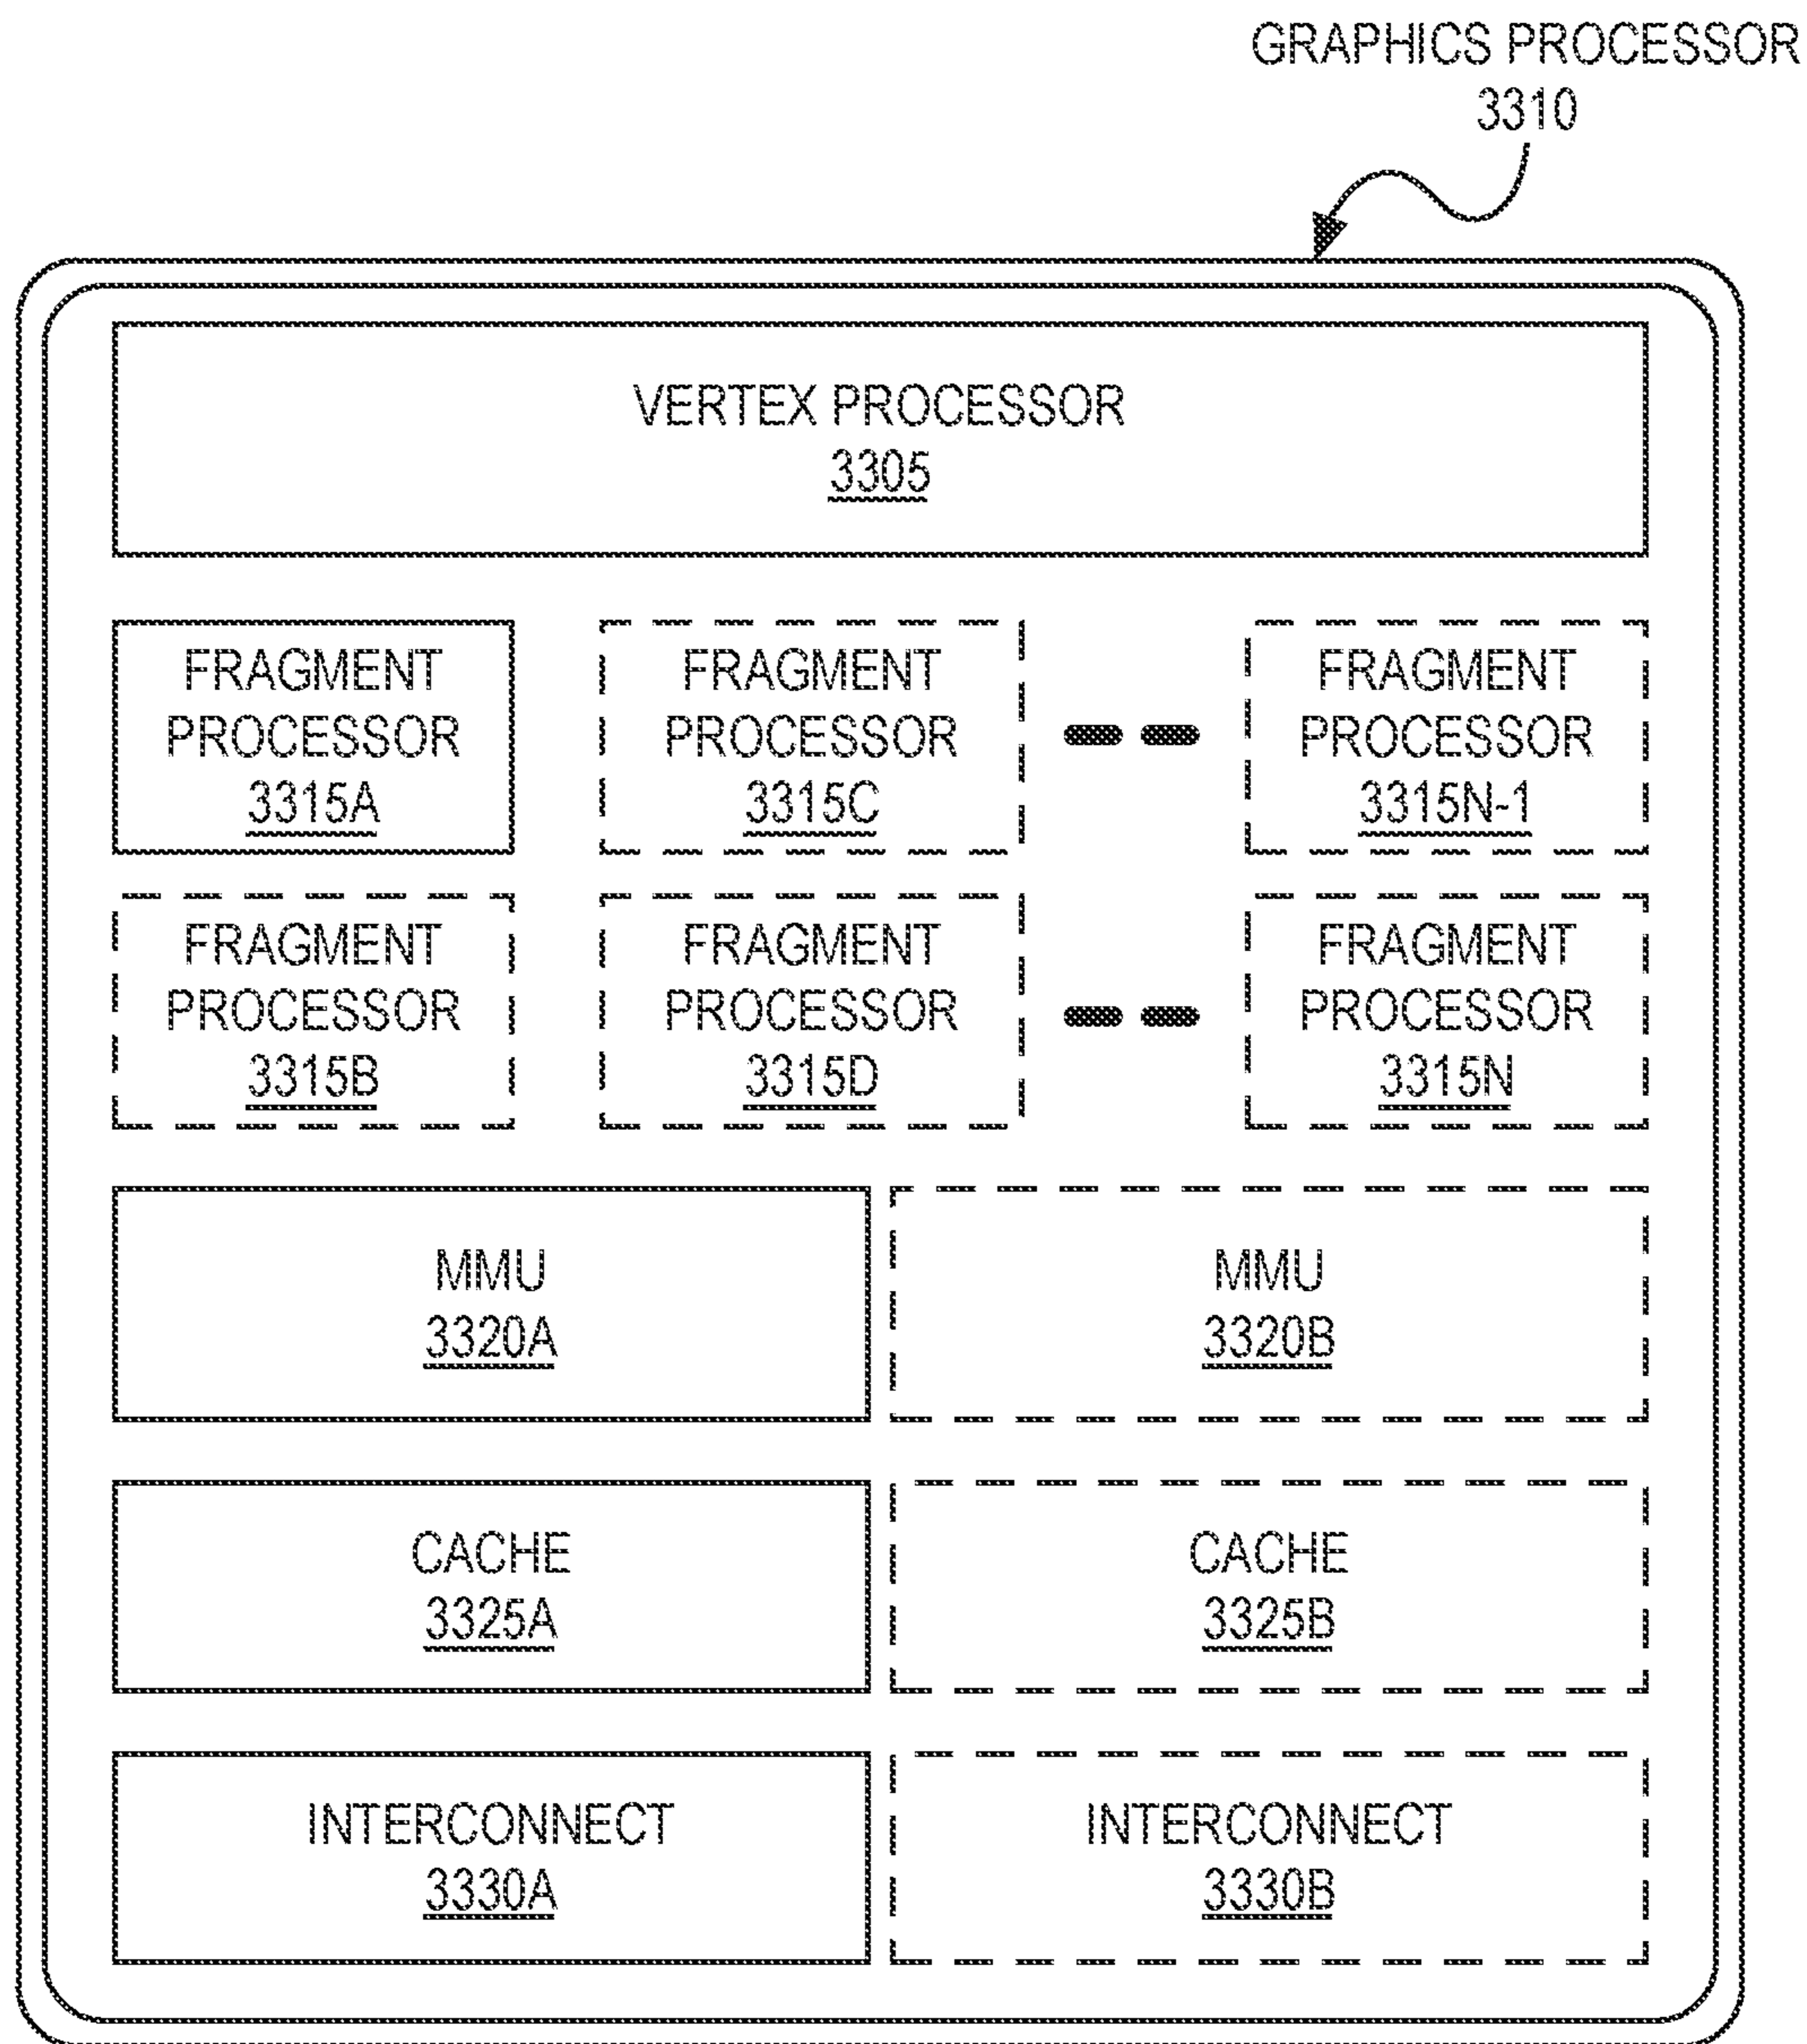 GRAPHICS PROCESSOR
3310
VERTEX PROCESSOR
3305
FRAGMENT
PROCESSOR
3315A
FRAGMENT
PROCESSOR
3315C
FRAGMENT
PROCESSOR
3315N-1
FRAGMENT
PROCESSOR
3315B
FRAGMENT
PROCESSOR
3315D
FRAGMENT
PROCESSOR
3315N
MMU
3320A
MMU
3320B
CACHE
3325A
CACHE
3325B
INTERCONNECT
3330A
INTERCONNECT
3330B